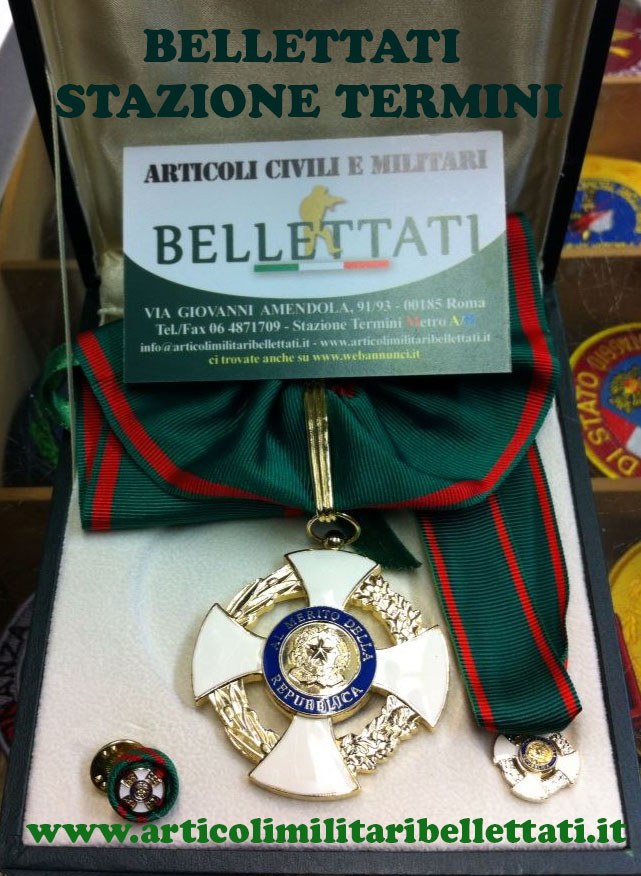 BELLETTATI
STAZIONE TERMINI
ARTICOLI CIVILI E MILITARI
BELLETTATI
VIA GIOVANNI AMENDOLA, 91/93 - 00185 Roma
Tel./Fax 06 4871709 - Stazione Termini Metro A/B
info@articolimilitaribellettati.it - www.articolimilitaribellettati.it
ci trovate anche su www.webannunci.it
DI STATO
AL MERITO DELLA
REPUBBLICA
www.articolimilitaribellettati.it